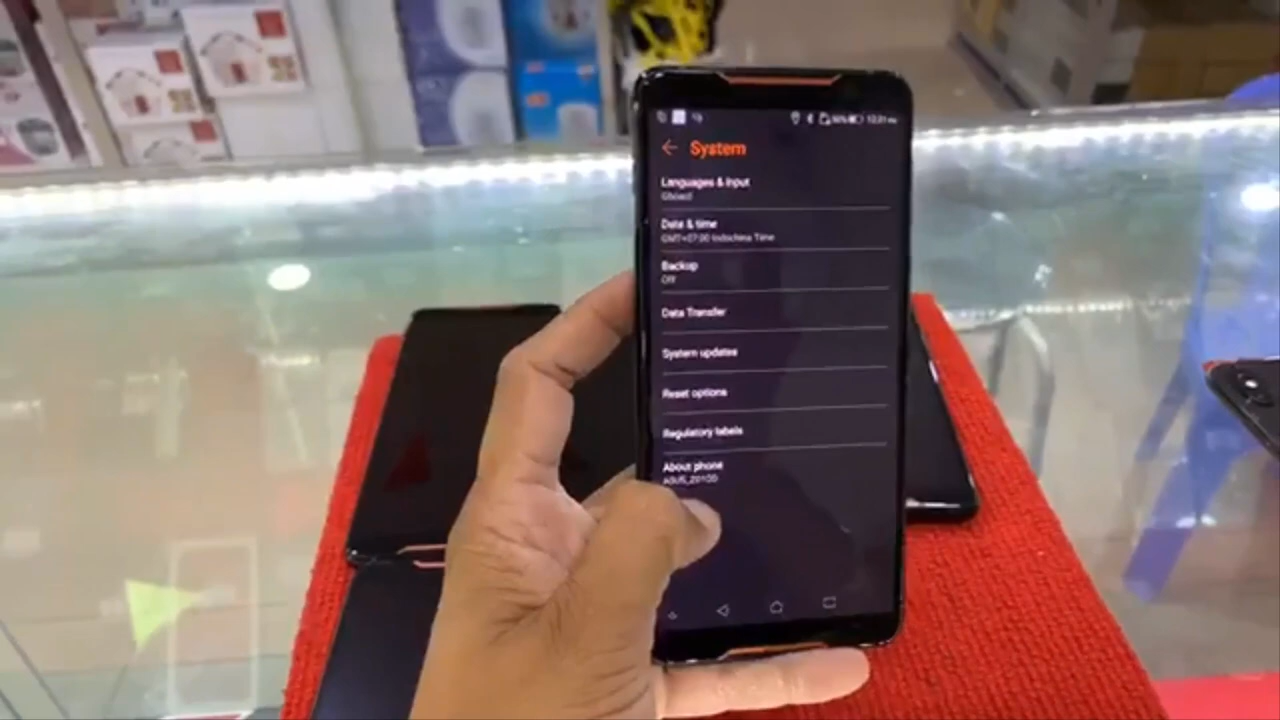 System
Languages & input
Gboard
Date & time
GMT+07:00 Indochina Time
Backup
Off
Data Transfer
System updates
Reset options
Regulatory labels
About phone